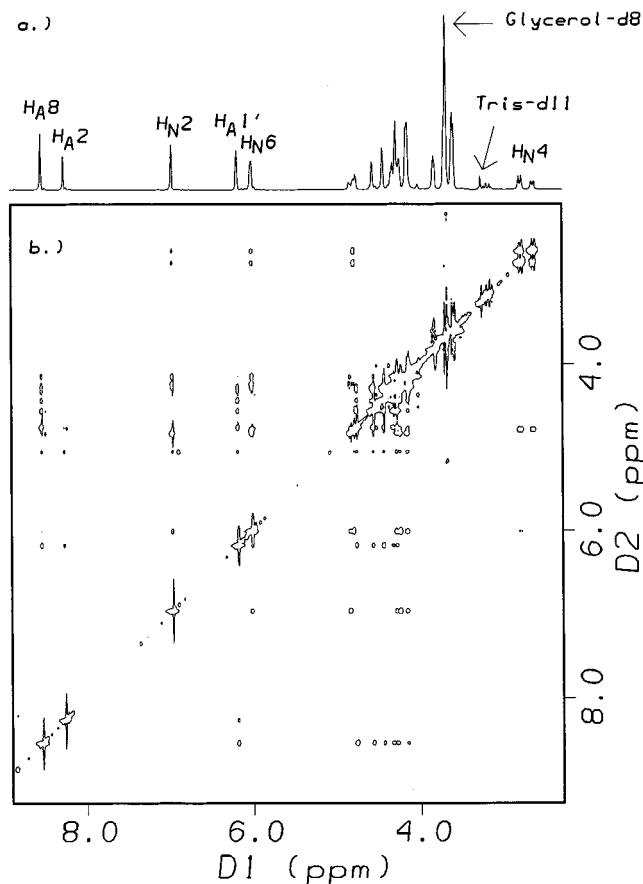 a.)
Glycerol-d8
Tris-d11
HA8
HA2
HN2
HA1'
HN6
HN4
b.)
4.0
6.0
8.0
D2 (ppm)
8.0 6.0 4.0
D1 (ppm)